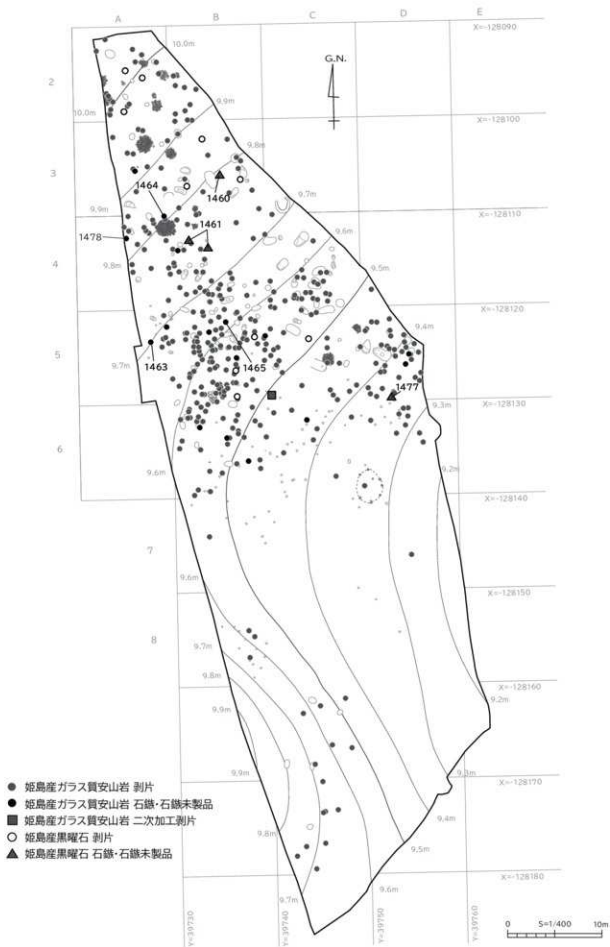 A
B
C
D
E
X=-128090
10.0m
G.N.
2
9.9m
10.0m
X=-128100
9.8m
3
1464
1460
9.7m
9.9m
X=-128110
1461
9.6m
1478
9.8m
4
9.5m
X=-128120
9.4m
5
9.7m
1463
1465
1477
9.3m
X=-128130
6
9.2m
9.6m
X=-128140
7
X=-128150
9.6m
8
9.7m
9.8m
X=-128160
9.2m
9.9m
9.3m
X=-128170
9.9m
9.4m
9.8m
9.5m
9.6m
X=-128180
9.7m
姫島産ガラス質安山岩 剥片
姫島産ガラス質安山岩 石鏃・石鏃未製品
姫島産ガラス質安山岩 二次加工剥片
姫島産黒曜石 剥片
姫島産黒曜石 石鏃・石鏃未製品
Y=39730
Y=39740
Y=39750
Y=39760
0 S=1/400 10m